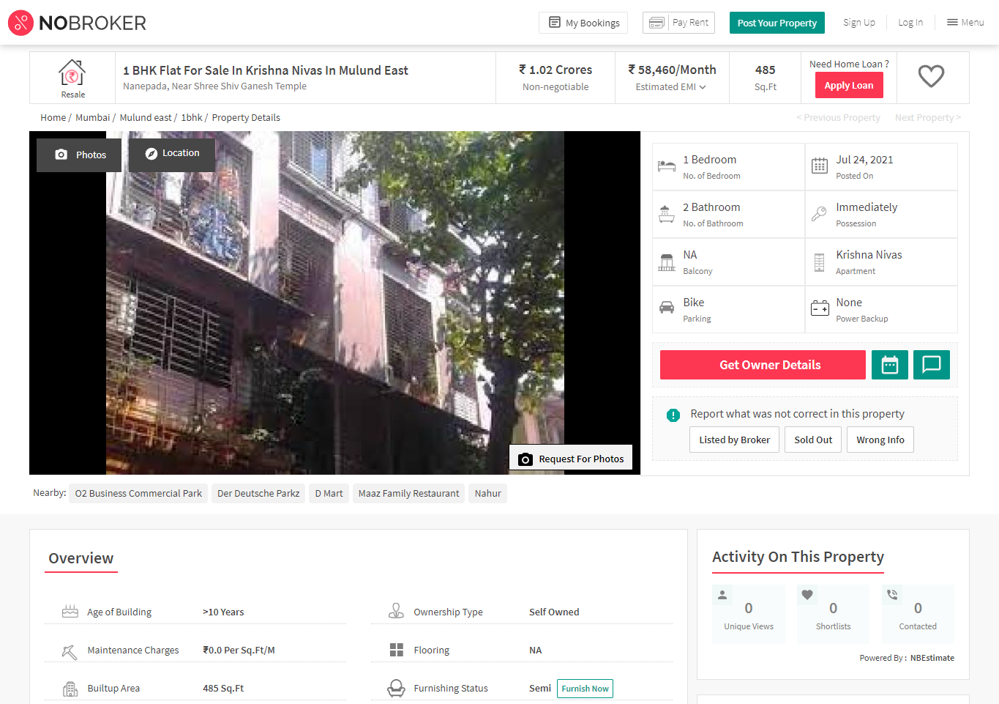 NOBROKER
My Bookings
Pay Rent
Post Your Property
Sign Up
Log In
Menu
Resale
1 BHK Flat For Sale In Krishna Nivas In Mulund East
Nanepada, Near Shree Shiv Ganesh Temple
₹ 1.02 Crores
Non-negotiable
₹ 58,460/Month
Estimated EMI
485
Sq.Ft
Need Home Loan ?
Apply Loan
Home / Mumbai / Mulund east / 1bhk / Property Details
< Previous Property
Next Property >
Photos
Location
Request For Photos
1 Bedroom
No. of Bedroom
Jul 24, 2021
Posted On
2 Bathroom
No. of Bathroom
Immediately
Possession
NA
Balcony
Krishna Nivas
Apartment
Bike
Parking
None
Power Backup
Get Owner Details
Report what was not correct in this property
Listed by Broker
Sold Out
Wrong Info
Nearby: O2 Business Commercial Park Der Deutsche Parkz D Mart Maaz Family Restaurant Nahur
Overview
Age of Building >10 Years
Ownership Type Self Owned
Maintenance Charges ₹0.0 Per Sq.Ft/M
Flooring NA
Builtup Area 485 Sq.Ft
Furnishing Status Semi Furnish Now
Activity On This Property
0
Unique Views
0
Shortlists
0
Contacted
Powered By : NBEstimate